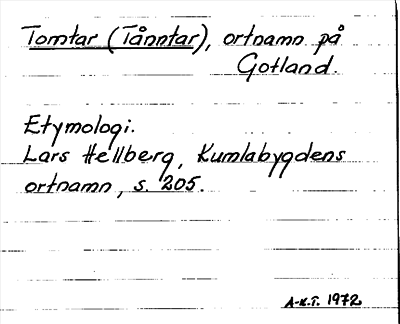 Tomtar (Tånntar), ortnamn på
Gotland.
Etymologi.
Lars Hellberg, Kumlabygdens
ortnamn, s. 205.
A-K.T. 1972